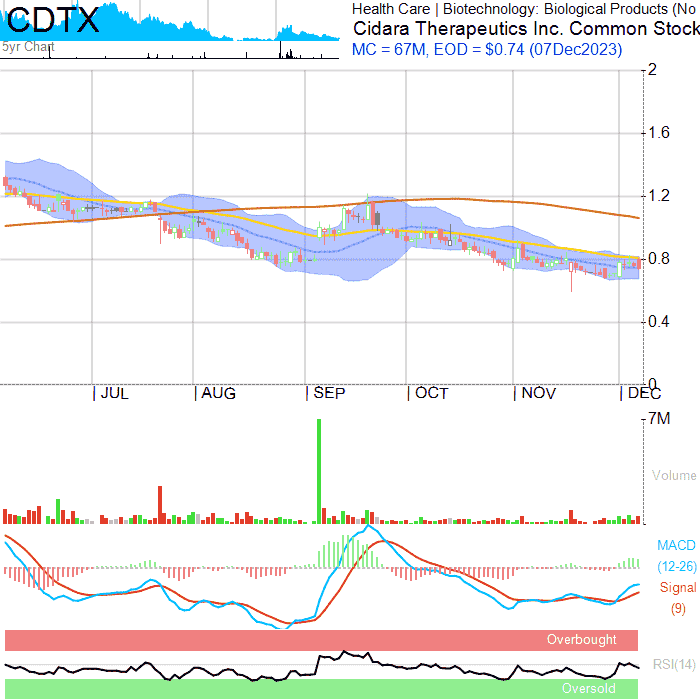 CDTX
5yr Chart
Health Care | Biotechnology: Biological Products (No
Cidara Therapeutics Inc. Common Stock
MC = 67M, EOD = $0.74 (07Dec2023)
2
1.6
1.2
0.8
0.4
0
JUL AUG SEP OCT NOV DEC
7M
Volume
MACD
(12-26)
Signal
(9)
Overbought
RSI(14)
Oversold